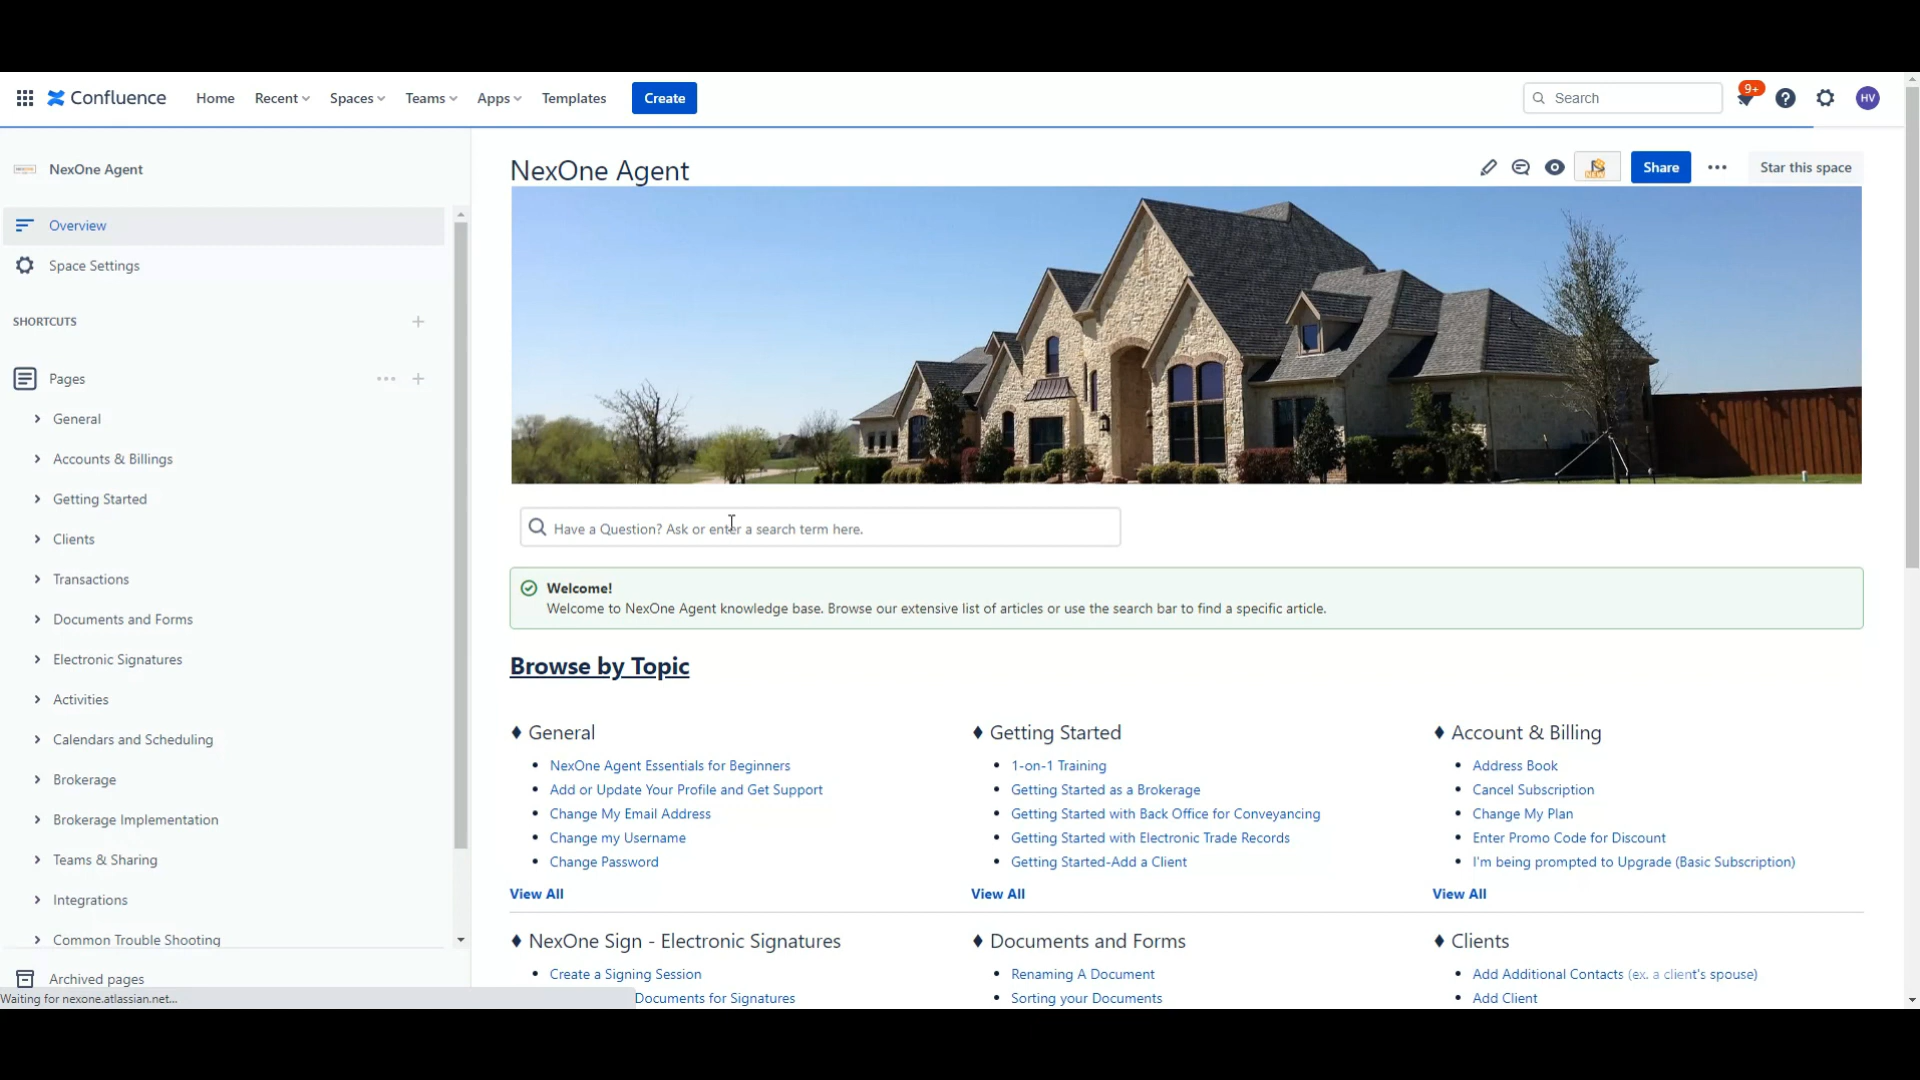 Confluence Home Recent Spaces Teams Apps Templates Create Search 9+ HV
NexOne Agent
Overview
Space Settings
SHORTCUTS
Pages
General
Accounts & Billings
Getting Started
Clients
Transactions
Documents and Forms
Electronic Signatures
Activities
Calendars and Scheduling
Brokerage
Brokerage Implementation
Teams & Sharing
Integrations
Common Trouble Shooting
Archived pages
Waiting for nexone.atlassian.net...
NexOne Agent
NEW Share Star this space
Have a Question? Ask or enter a search term here.
Welcome!
Welcome to NexOne Agent knowledge base. Browse our extensive list of articles or use the search bar to find a specific article.
Browse by Topic
General
NexOne Agent Essentials for Beginners
Add or Update Your Profile and Get Support
Change My Email Address
Change my Username
Change Password
View All
Getting Started
1-on-1 Training
Getting Started as a Brokerage
Getting Started with Back Office for Conveyancing
Getting Started with Electronic Trade Records
Getting Started-Add a Client
View All
Account & Billing
Address Book
Cancel Subscription
Change My Plan
Enter Promo Code for Discount
I'm being prompted to Upgrade (Basic Subscription)
View All
NexOne Sign - Electronic Signatures
Create a Signing Session
Documents for Signatures
Documents and Forms
Renaming A Document
Sorting your Documents
Clients
Add Additional Contacts (ex. a client's spouse)
Add Client